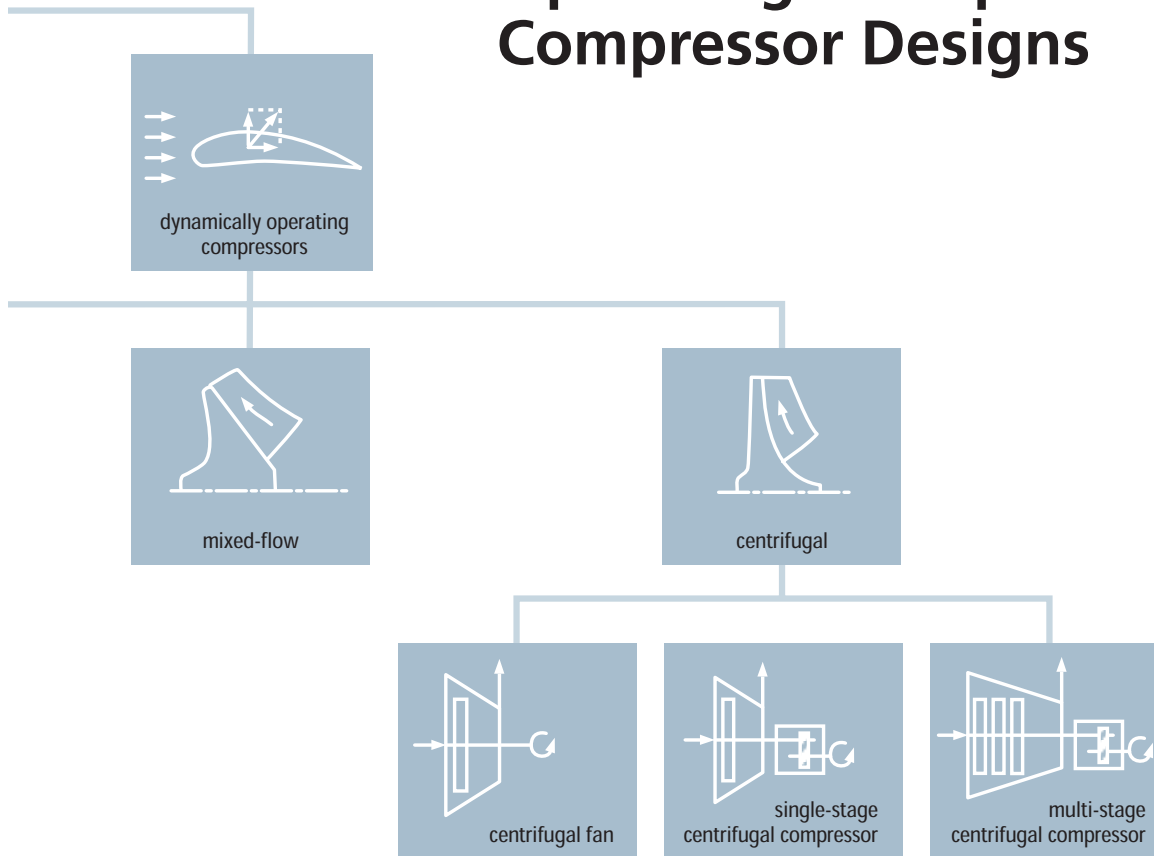 Compressor Designs
dynamically operating
compressors
mixed-flow
centrifugal
centrifugal fan
single-stage
centrifugal compressor
multi-stage
centrifugal compressor